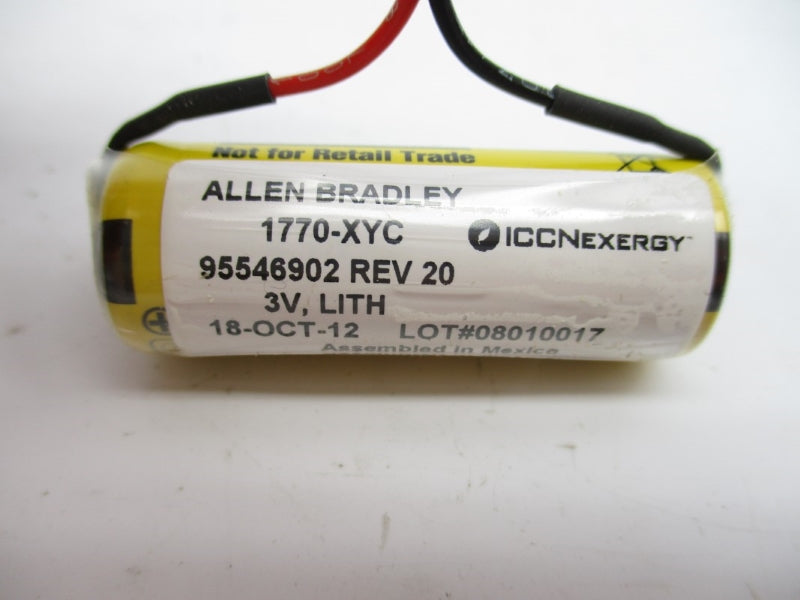 Not for Retail Trade
ALLEN BRADLEY
1770-XYC
ICCNEXERGY™
95546902 REV 20
3V, LITH
18-OCT-12 LOT#08010017
Assembled in Mexico